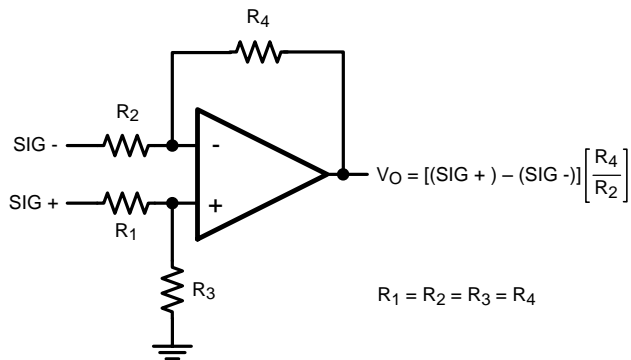 R4
R2
SIG -
-
VO = [(SIG + ) – (SIG -)] [R4/R2]
SIG +
+
R1
R3
R1 = R2 = R3 = R4